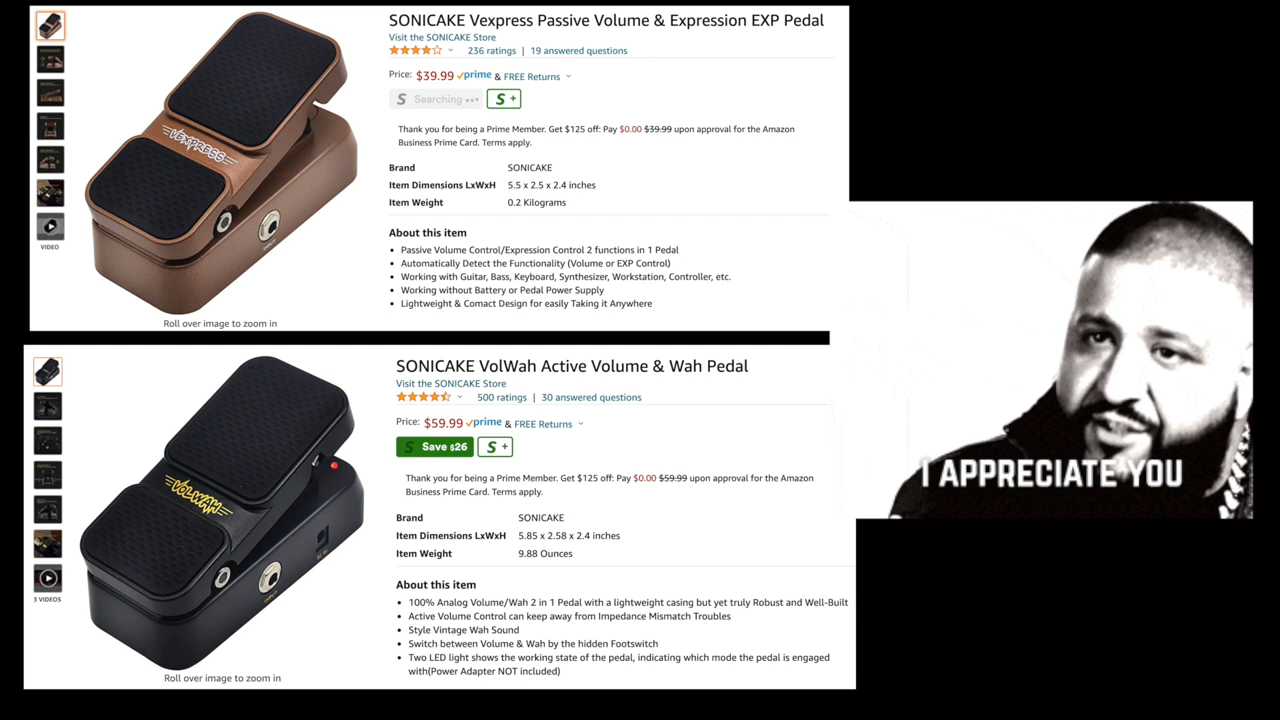 SONICAKE Vexpress Passive Volume & Expression EXP Pedal
Visit the SONICAKE Store
236 ratings | 19 answered questions
Price: $39.99 prime & FREE Returns
S Searching ••• S +
Thank you for being a Prime Member. Get $125 off: Pay $0.00 $39.99 upon approval for the Amazon
Business Prime Card. Terms apply.
Brand SONICAKE
Item Dimensions LxWxH 5.5 x 2.5 x 2.4 inches
Item Weight 0.2 Kilograms
About this item
• Passive Volume Control/Expression Control 2 functions in 1 Pedal
• Automatically Detect the Functionality (Volume or EXP Control)
• Working with Guitar, Bass, Keyboard, Synthesizer, Workstation, Controller, etc.
• Working without Battery or Pedal Power Supply
• Lightweight & Comact Design for easily Taking it Anywhere
VEXPRESS
VIDEO
Roll over image to zoom in
SONICAKE VolWah Active Volume & Wah Pedal
Visit the SONICAKE Store
500 ratings | 30 answered questions
Price: $59.99 prime & FREE Returns
S Save $26 S +
Thank you for being a Prime Member. Get $125 off: Pay $0.00 $59.99 upon approval for the Amazon
Business Prime Card. Terms apply.
Brand SONICAKE
Item Dimensions LxWxH 5.85 x 2.58 x 2.4 inches
Item Weight 9.88 Ounces
About this item
• 100% Analog Volume/Wah 2 in 1 Pedal with a lightweight casing but yet truly Robust and Well-Built
• Active Volume Control can keep away from Impedance Mismatch Troubles
• Style Vintage Wah Sound
• Switch between Volume & Wah by the hidden Footswitch
• Two LED light shows the working state of the pedal, indicating which mode the pedal is engaged
with(Power Adapter NOT included)
VOLWAH
3 VIDEOS
Roll over image to zoom in
I APPRECIATE YOU